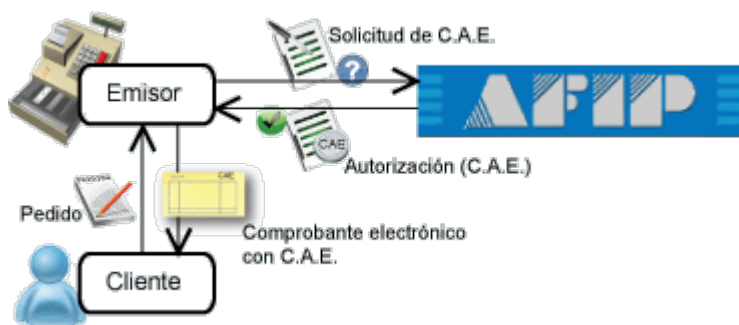 Solicitud de C.A.E.
Emisor
AFIP
CAE
Autorización (C.A.E.)
Pedido
CAE
Comprobante electrónico
con C.A.E.
Cliente